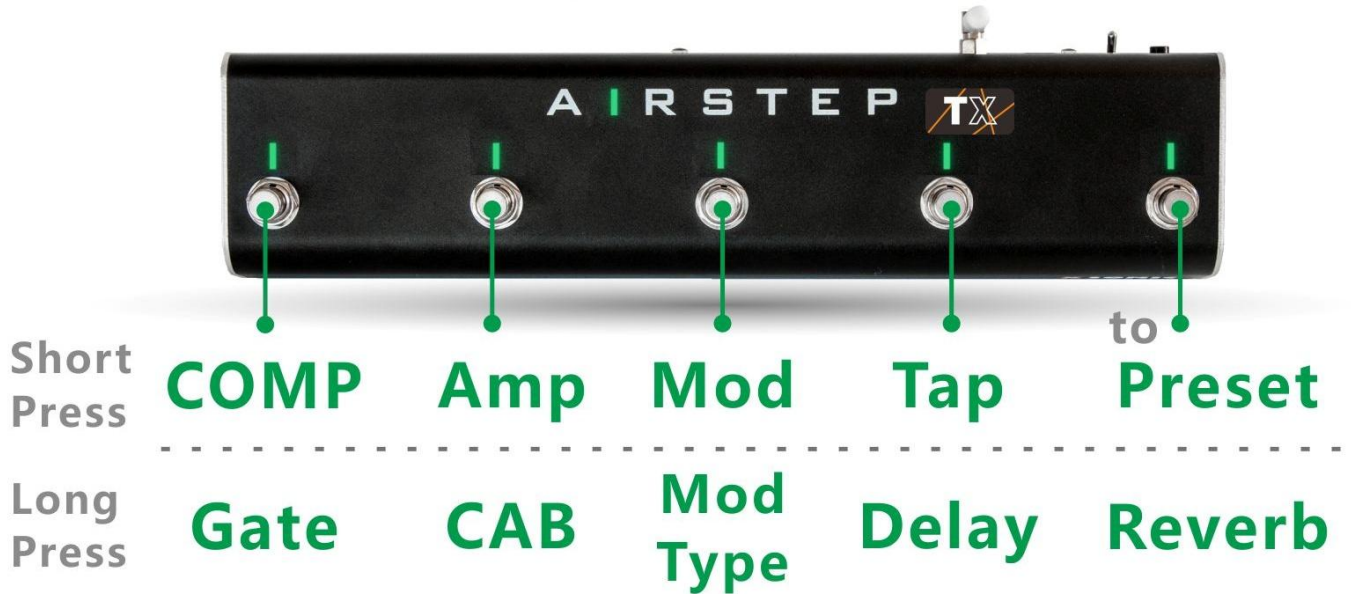 AIRSTEP TX
Short
Press
COMP
Amp
Mod
Tap
to
Preset
Long
Press
Gate
CAB
Mod
Type
Delay
Reverb